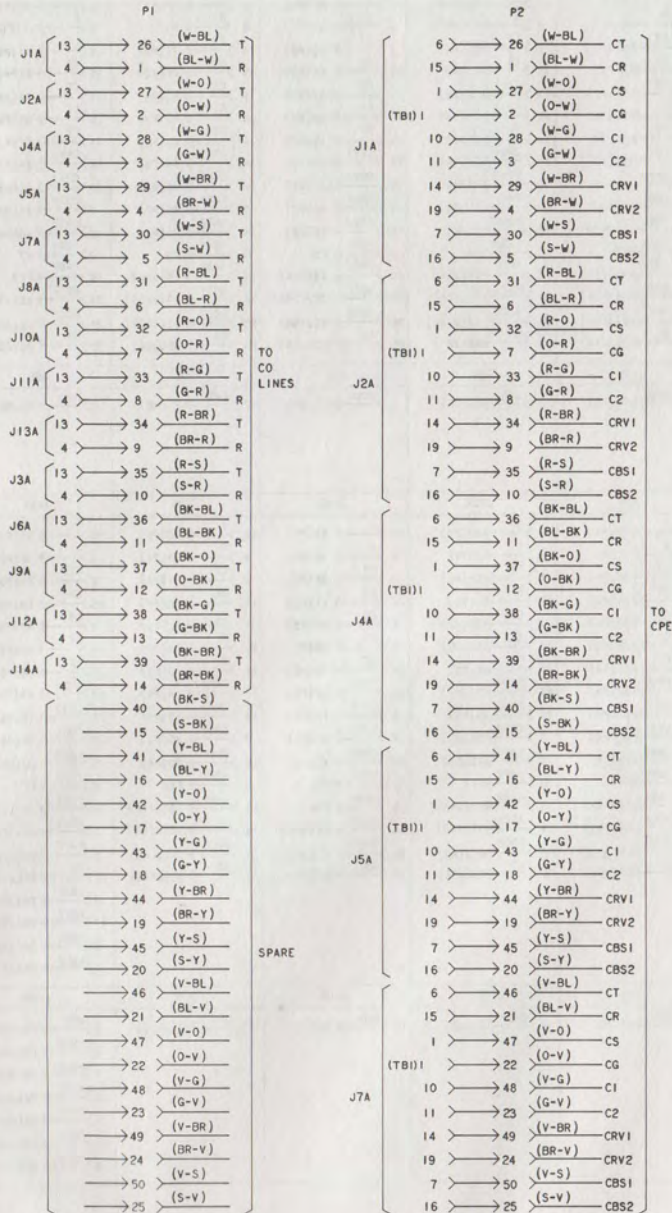 P1
J1A 13 26 (W-BL) T
4 1 (BL-W) R
J2A 13 27 (W-O) T
4 2 (O-W) R
J4A 13 28 (W-G) T
4 3 (G-W) R
J5A 13 29 (W-BR) T
4 4 (BR-W) R
J7A 13 30 (W-S) T
4 5 (S-W) R
J8A 13 31 (R-BL) T
4 6 (BL-R) R
J10A 13 32 (R-O) T
4 7 (O-R) R
J11A 13 33 (R-G) T
4 8 (G-R) R
J13A 13 34 (R-BR) T
4 9 (BR-R) R
J3A 13 35 (R-S) T
4 10 (S-R) R
J6A 13 36 (BK-BL) T
4 11 (BL-BK) R
J9A 13 37 (BK-O) T
4 12 (O-BK) R
J12A 13 38 (BK-G) T
4 13 (G-BK) R
J14A 13 39 (BK-BR) T
4 14 (BR-BK) R
TO
CO
LINES
40 (BK-S)
15 (S-BK)
41 (Y-BL)
16 (BL-Y)
42 (Y-O)
17 (O-Y)
43 (Y-G)
18 (G-Y)
44 (Y-BR)
19 (BR-Y)
45 (Y-S)
20 (S-Y)
46 (V-BL)
21 (BL-V)
47 (V-O)
22 (O-V)
48 (V-G)
23 (G-V)
49 (V-BR)
24 (BR-V)
50 (V-S)
25 (S-V)
SPARE
P2
J1A
6 26 (W-BL) CT
15 1 (BL-W) CR
1 27 (W-O) CS
(TB1)1 2 (O-W) CG
10 28 (W-G) C1
11 3 (G-W) C2
14 29 (W-BR) CRV1
19 4 (BR-W) CRV2
7 30 (W-S) CBS1
16 5 (S-W) CBS2
J2A
6 31 (R-BL) CT
15 6 (BL-R) CR
1 32 (R-O) CS
(TB1)1 7 (O-R) CG
10 33 (R-G) C1
11 8 (G-R) C2
14 34 (R-BR) CRV1
19 9 (BR-R) CRV2
7 35 (R-S) CBS1
16 10 (S-R) CBS2
J4A
6 36 (BK-BL) CT
15 11 (BL-BK) CR
1 37 (BK-O) CS
(TB1)1 12 (O-BK) CG
10 38 (BK-G) C1
11 13 (G-BK) C2
14 39 (BK-BR) CRV1
19 14 (BR-BK) CRV2
7 40 (BK-S) CBS1
16 15 (S-BK) CBS2
J5A
6 41 (Y-BL) CT
15 16 (BL-Y) CR
1 42 (Y-O) CS
(TB1)1 17 (O-Y) CG
10 43 (Y-G) C1
11 18 (G-Y) C2
14 44 (Y-BR) CRV1
19 19 (BR-Y) CRV2
7 45 (Y-S) CBS1
16 20 (S-Y) CBS2
J7A
6 46 (V-BL) CT
15 21 (BL-V) CR
1 47 (V-O) CS
(TB1)1 22 (O-V) CG
10 48 (V-G) C1
11 23 (G-V) C2
14 49 (V-BR) CRV1
19 24 (BR-V) CRV2
7 50 (V-S) CBS1
16 25 (S-V) CBS2
TO
CPE